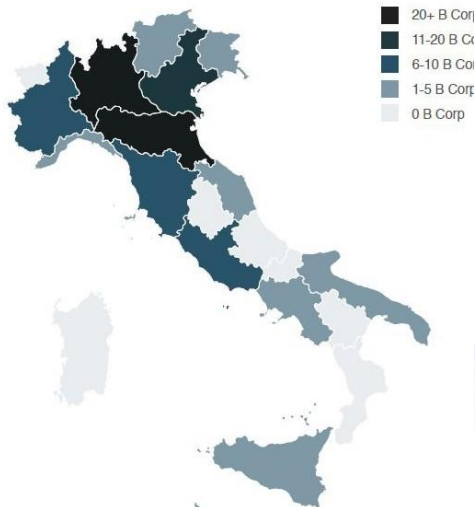 20+ B Corp
11-20 B Co
6-10 B Cor
1-5 B Corp
0 B Corp